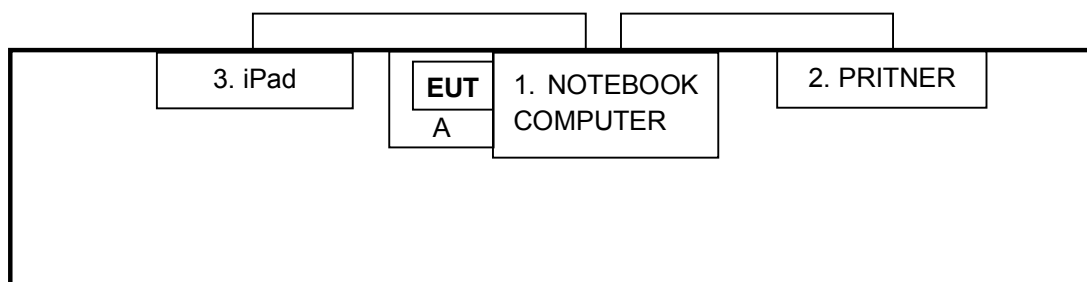 3. iPad
EUT
A
1. NOTEBOOK
COMPUTER
2. PRITNER